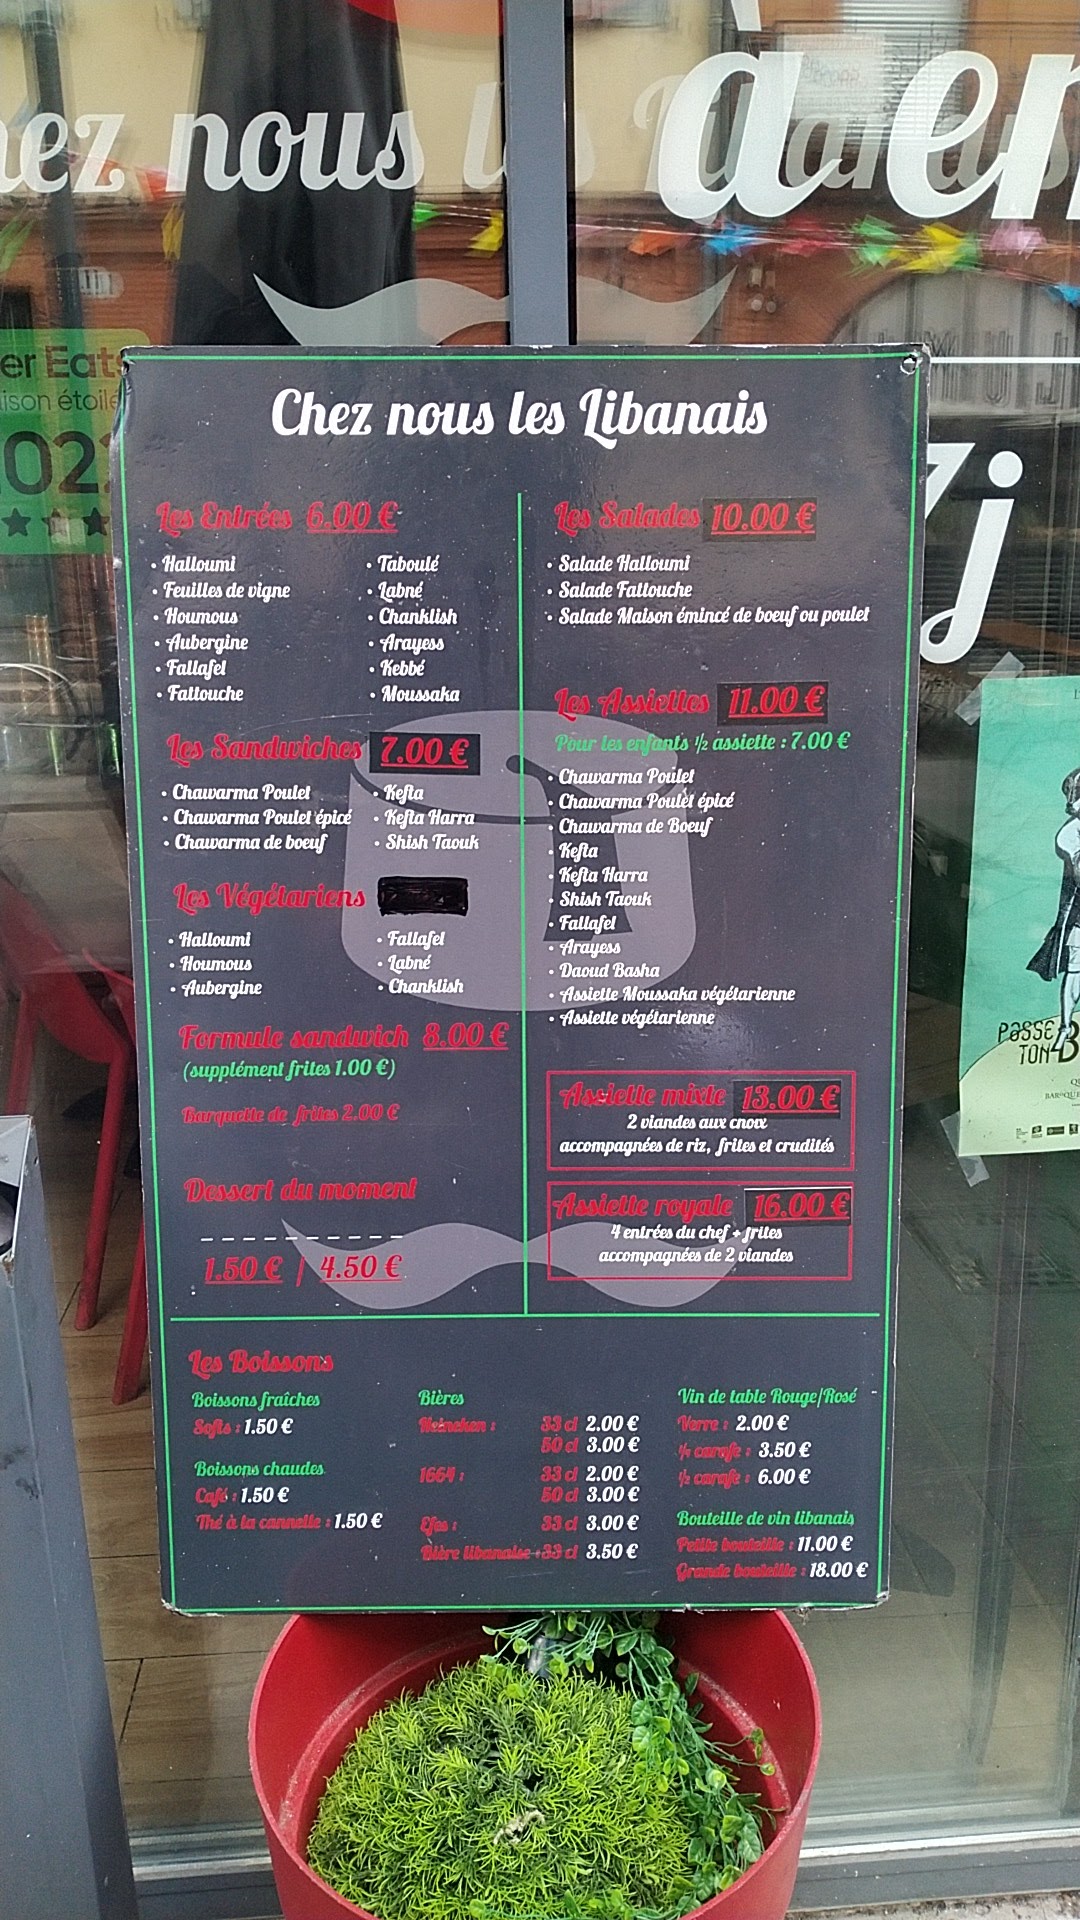 hez nous l
à en
er Eats
ison étoilé
022
Chez nous les Libanais
Les Entrées 6.00 €
• Halloumi
• Feuilles de vigne
• Houmous
• Aubergine
• Fallafel
• Fattouche
• Taboulé
• Labné
• Chanklish
• Arayess
• Kebbé
• Moussaka
Les Sandwiches 7.00 €
• Chawarma Poulet
• Chawarma Poulet épicé
• Chawarma de boeuf
• Kefta
• Kefta Harra
• Shish Taouk
Les Végétariens
• Halloumi
• Houmous
• Aubergine
• Fallafel
• Labné
• Chanklish
Formule sandwich 8.00 €
(supplément frites 1.00 €)
Barquette de frites 2.00 €
Dessert du moment
1.50 € / 4.50 €
Les Salades 10.00 €
• Salade Halloumi
• Salade Fattouche
• Salade Maison émincé de boeuf ou poulet
Les Assiettes 11.00 €
Pour les enfants ½ assiette : 7.00 €
• Chawarma Poulet
• Chawarma Poulet épicé
• Chawarma de Boeuf
• Kefta
• Kefta Harra
• Shish Taouk
• Fallafel
• Arayess
• Daoud Basha
• Assiette Moussaka végétarienne
• Assiette végétarienne
Assiette mixte 13.00 €
2 viandes aux choix
accompagnées de riz, frites et crudités
Assiette royale 16.00 €
4 entrées du chef + frites
accompagnées de 2 viandes
Les Boissons
Boissons fraîches
Softs : 1.50 €
Boissons chaudes
Café : 1.50 €
Thé à la cannelle : 1.50 €
Bières
Heineken : 33 cl 2.00 €
50 cl 3.00 €
1664 : 33 cl 2.00 €
50 cl 3.00 €
Efes : 33 cl 3.00 €
Bière libanaise : 33 cl 3.50 €
Vin de table Rouge/Rosé
Verre : 2.00 €
¼ carafe : 3.50 €
½ carafe : 6.00 €
Bouteille de vin libanais
Petite bouteille : 11.00 €
Grande bouteille : 18.00 €
PASSE
TON B